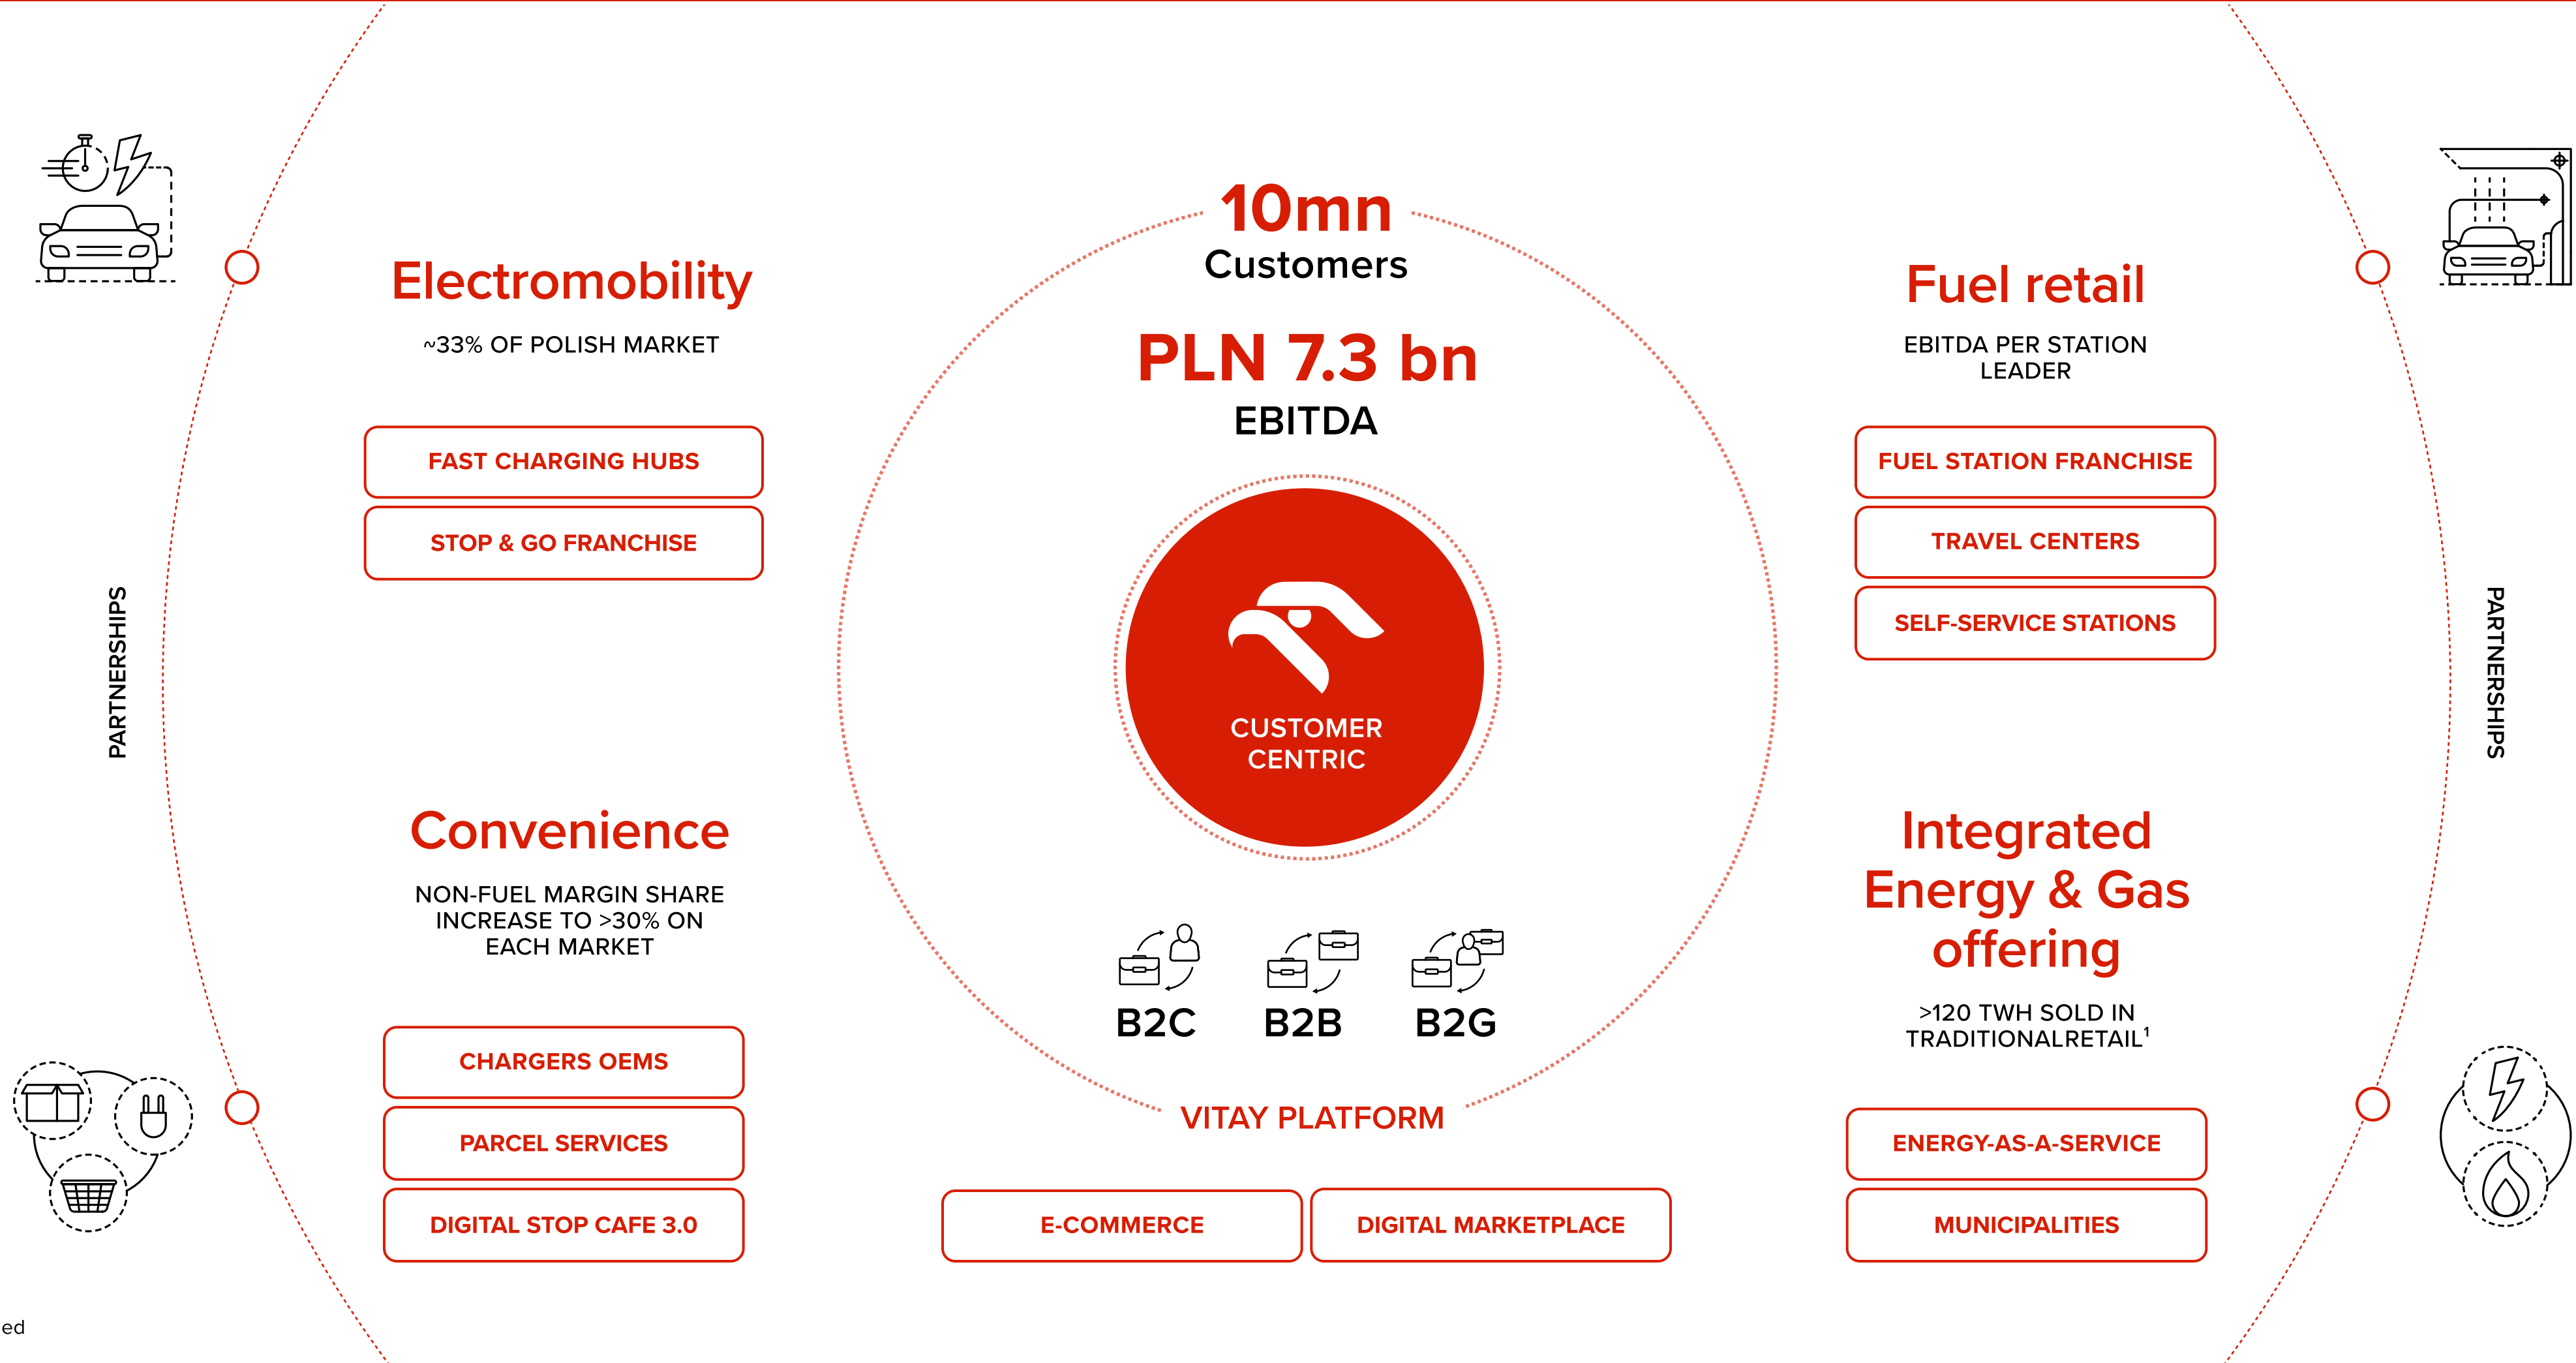 PARTNERSHIPS
Electromobility
~33% OF POLISH MARKET
FAST CHARGING HUBS
STOP & GO FRANCHISE
Convenience
NON-FUEL MARGIN SHARE
INCREASE TO >30% ON
EACH MARKET
CHARGERS OEMS
PARCEL SERVICES
DIGITAL STOP CAFE 3.0
10mn
Customers
PLN 7.3 bn
EBITDA
CUSTOMER
CENTRIC
B2C B2B B2G
VITAY PLATFORM
E-COMMERCE
DIGITAL MARKETPLACE
Fuel retail
EBITDA PER STATION
LEADER
FUEL STATION FRANCHISE
TRAVEL CENTERS
SELF-SERVICE STATIONS
Integrated
Energy & Gas
offering
>120 TWH SOLD IN
TRADITIONALRETAIL¹
ENERGY-AS-A-SERVICE
MUNICIPALITIES
PARTNERSHIPS
ed